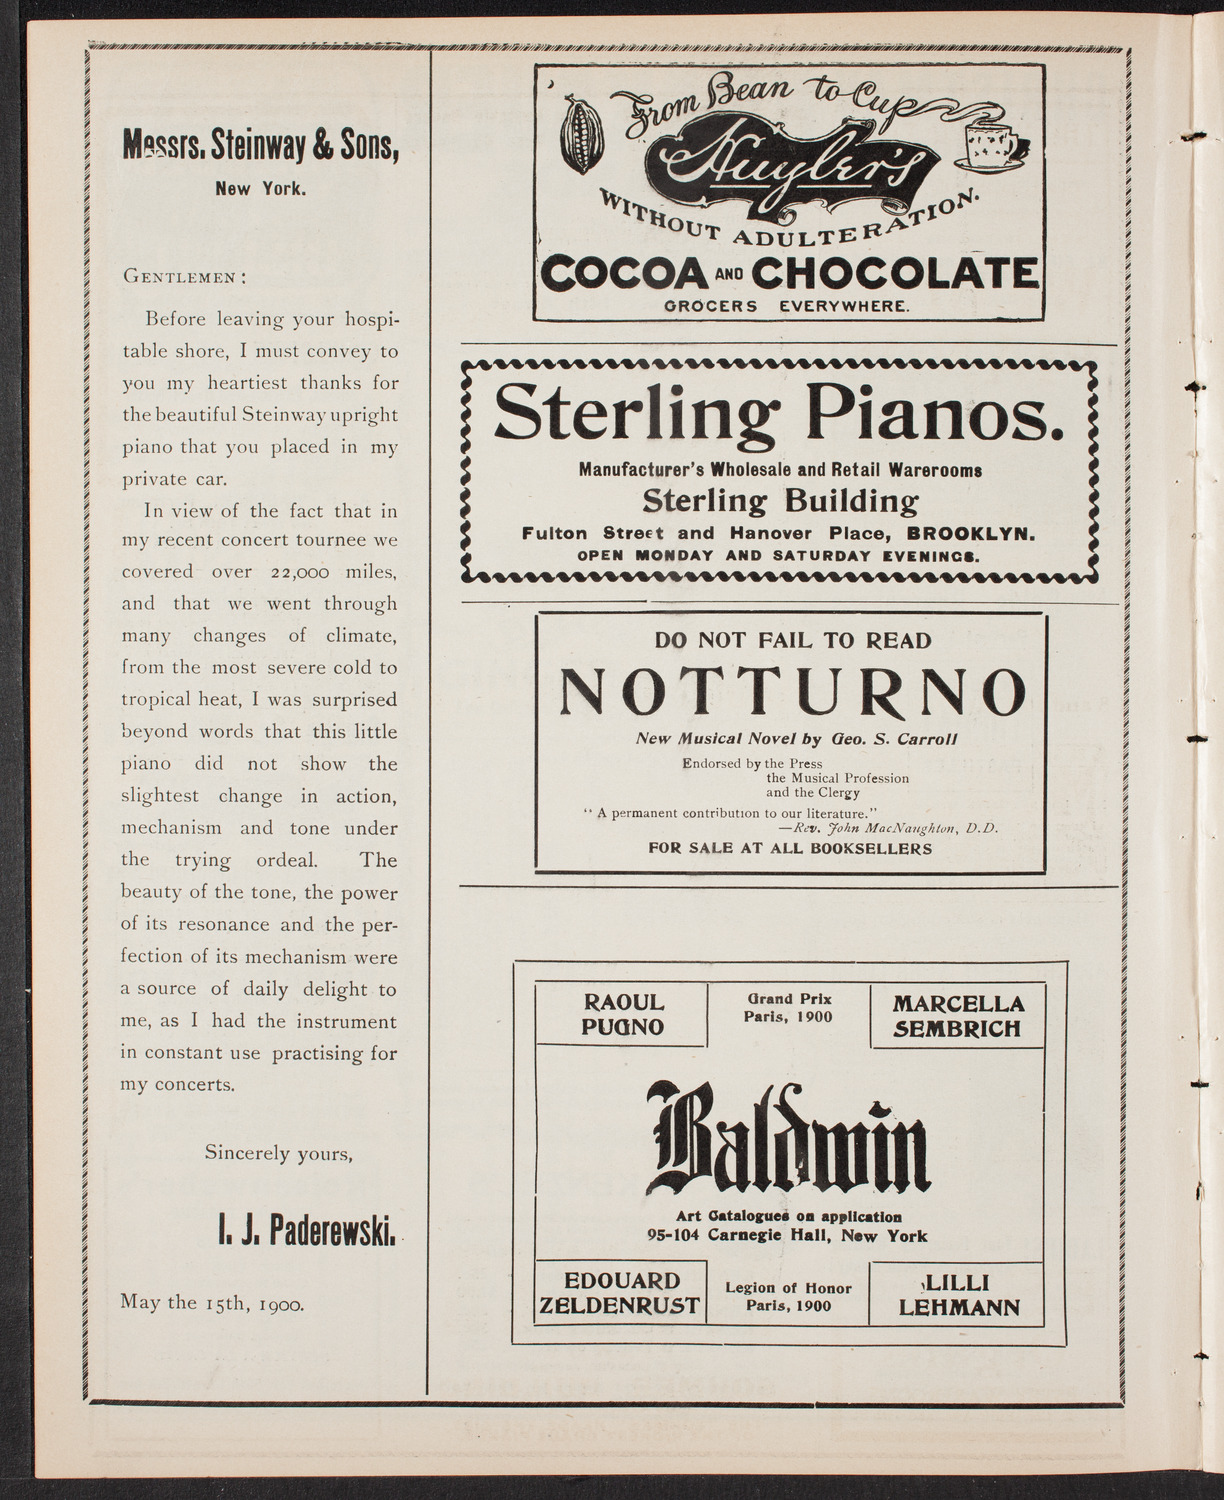 Messrs. Steinway & Sons,
New York.
GENTLEMEN:
Before leaving your hospi-
table shore, I must convey to
you my heartiest thanks for
the beautiful Steinway upright
piano that you placed in my
private car.
In view of the fact that in
my recent concert tournee we
covered over 22,000 miles,
and that we went through
many changes of climate,
from the most severe cold to
tropical heat, I was surprised
beyond words that this little
piano did not show the
slightest change in action,
mechanism and tone under
the trying ordeal. The
beauty of the tone, the power
of its resonance and the per-
fection of its mechanism were
a source of daily delight to
me, as I had the instrument
in constant use practising for
my concerts.
Sincerely yours,
I. J. Paderewski.
May the 15th, 1900.
From Bean to Cup
Huyler's
WITHOUT ADULTERATION.
COCOA AND CHOCOLATE
GROCERS EVERYWHERE.
Sterling Pianos.
Manufacturer's Wholesale and Retail Warerooms
Sterling Building
Fulton Street and Hanover Place, BROOKLYN.
OPEN MONDAY AND SATURDAY EVENINGS.
DO NOT FAIL TO READ
NOTTURNO
New Musical Novel by Geo. S. Carroll
Endorsed by the Press
the Musical Profession
and the Clergy
"A permanent contribution to our literature."
—Rev. John MacNaughton, D.D.
FOR SALE AT ALL BOOKSELLERS
RAOUL
PUGNO
Grand Prix
Paris, 1900
MARCELLA
SEMBRICH
Baldwin
Art Catalogues on application
95-104 Carnegie Hall, New York
EDOUARD
ZELDENRUST
Legion of Honor
Paris, 1900
LILLI
LEHMANN